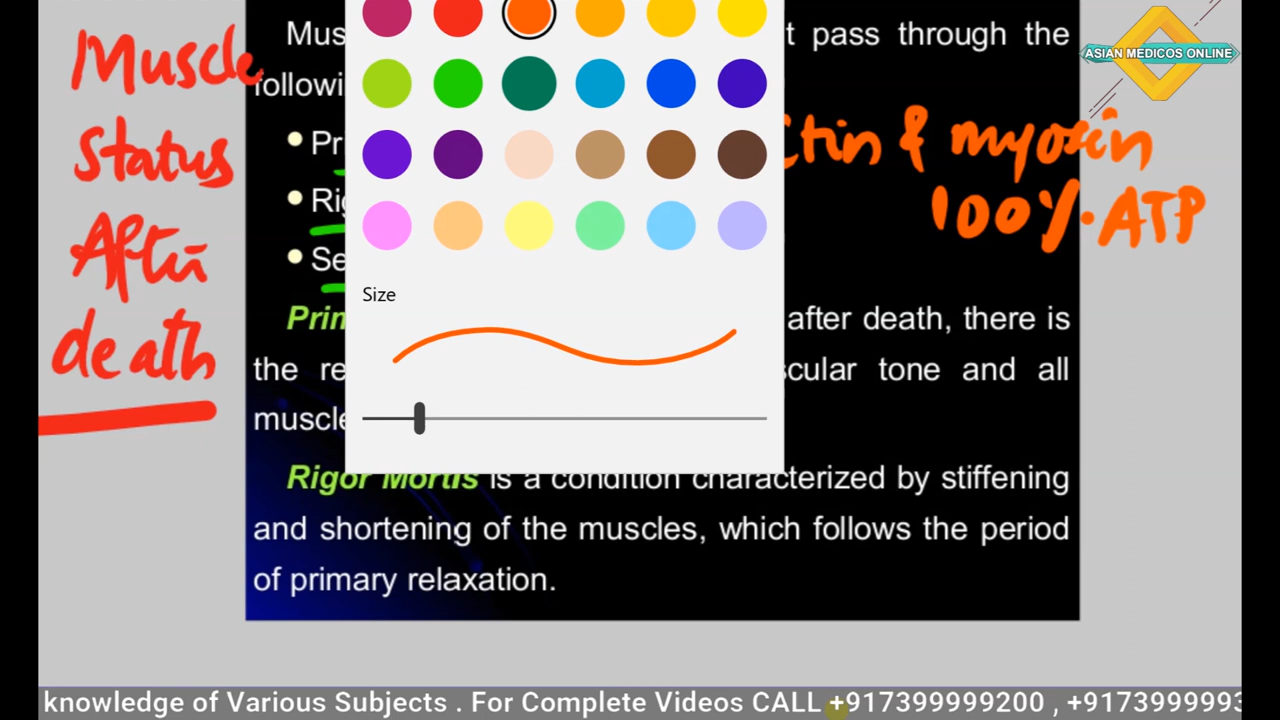 Muscle
Status
After
death
Mus t pass through the
followi
• Pr
• Rig
• Se
ctin & myosin
100%. ATP
Prim after death, there is
the re scular tone and all
muscle
Rigor Mortis is a condition characterized by stiffening
and shortening of the muscles, which follows the period
of primary relaxation.
Size
ASIAN MEDICOS ONLINE
knowledge of Various Subjects . For Complete Videos CALL +917399999200 , +9173999993